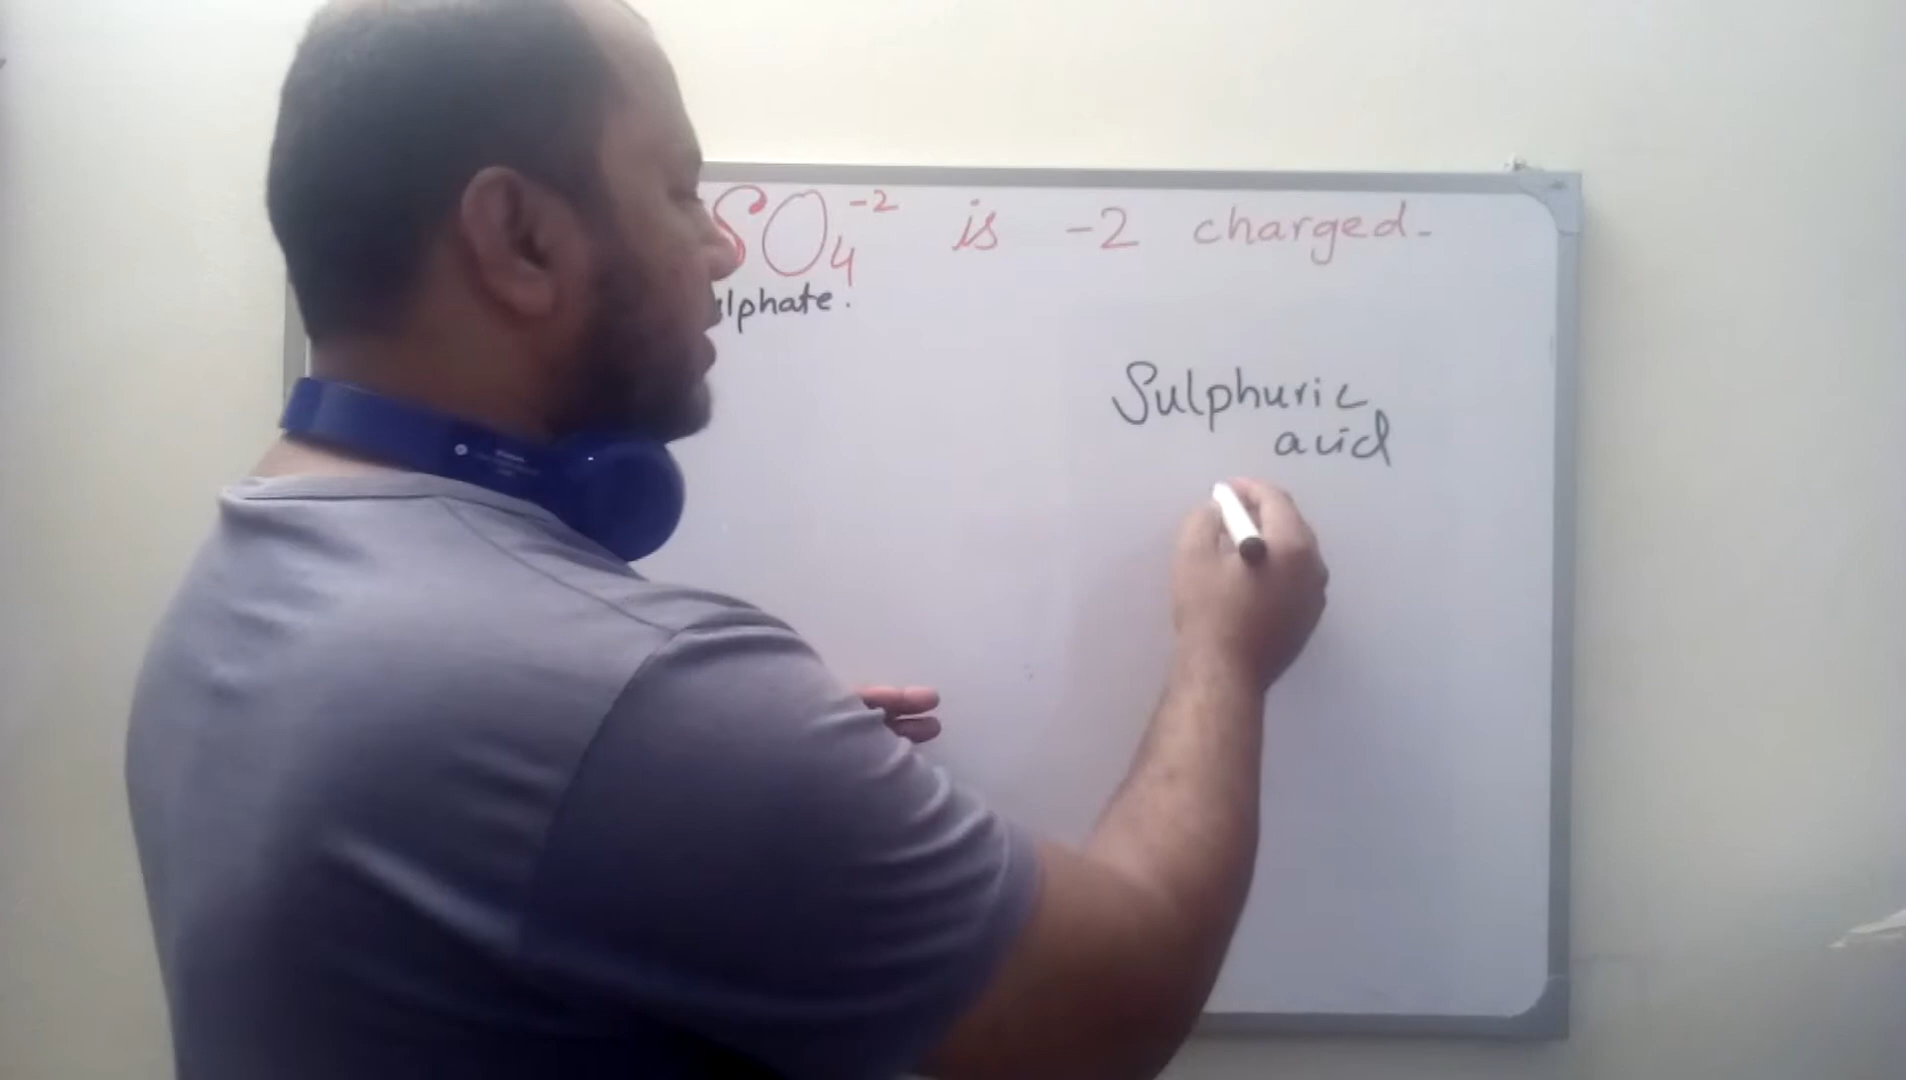 SO₄⁻² is -2 charged.
lphate.
Sulphuric
acid